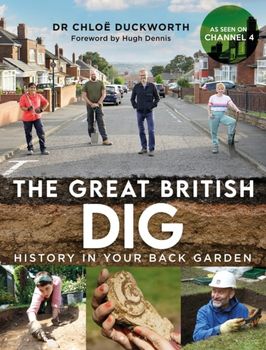 DR CHLOË DUCKWORTH
Foreword by Hugh Dennis
AS SEEN ON
CHANNEL 4
THE GREAT BRITISH
DIG
HISTORY IN YOUR BACK GARDEN